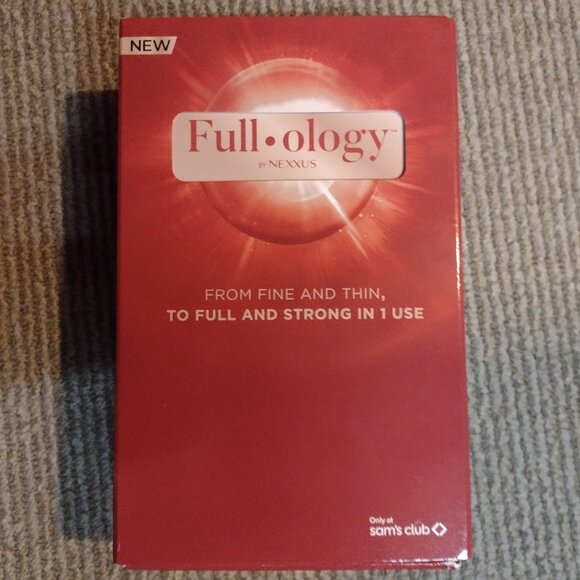 NEW
Full•ology™
BY NEXXUS
FROM FINE AND THIN,
TO FULL AND STRONG IN 1 USE
Only at
sam's club